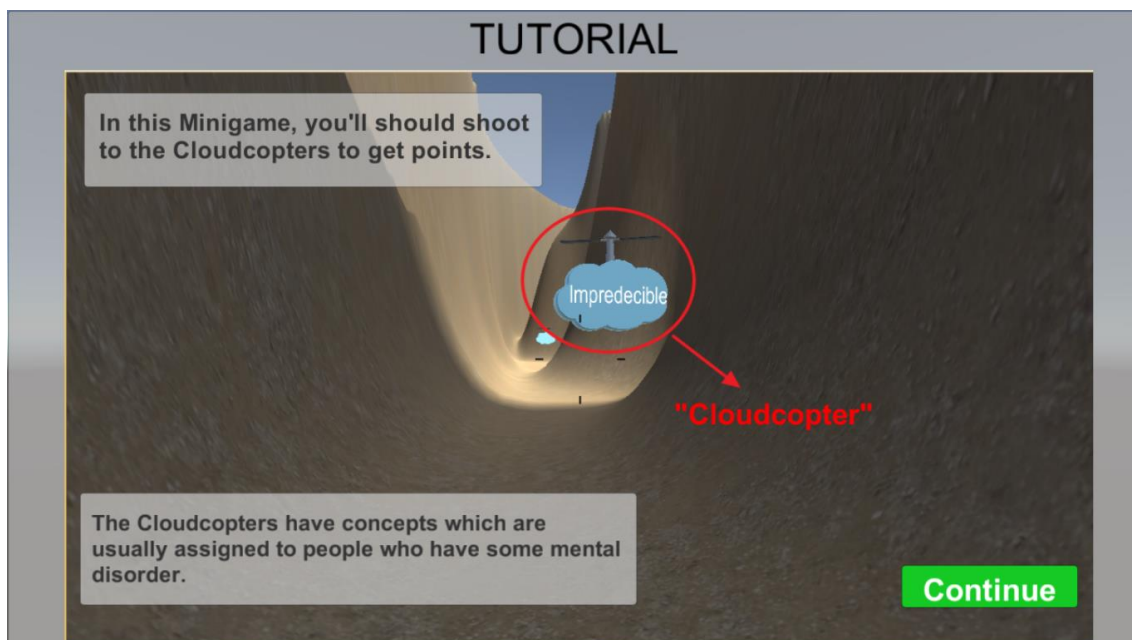 TUTORIAL
In this Minigame, you'll should shoot
to the Cloudcopters to get points.
Impredecible
"Cloudcopter"
The Cloudcopters have concepts which are
usually assigned to people who have some mental
disorder.
Continue